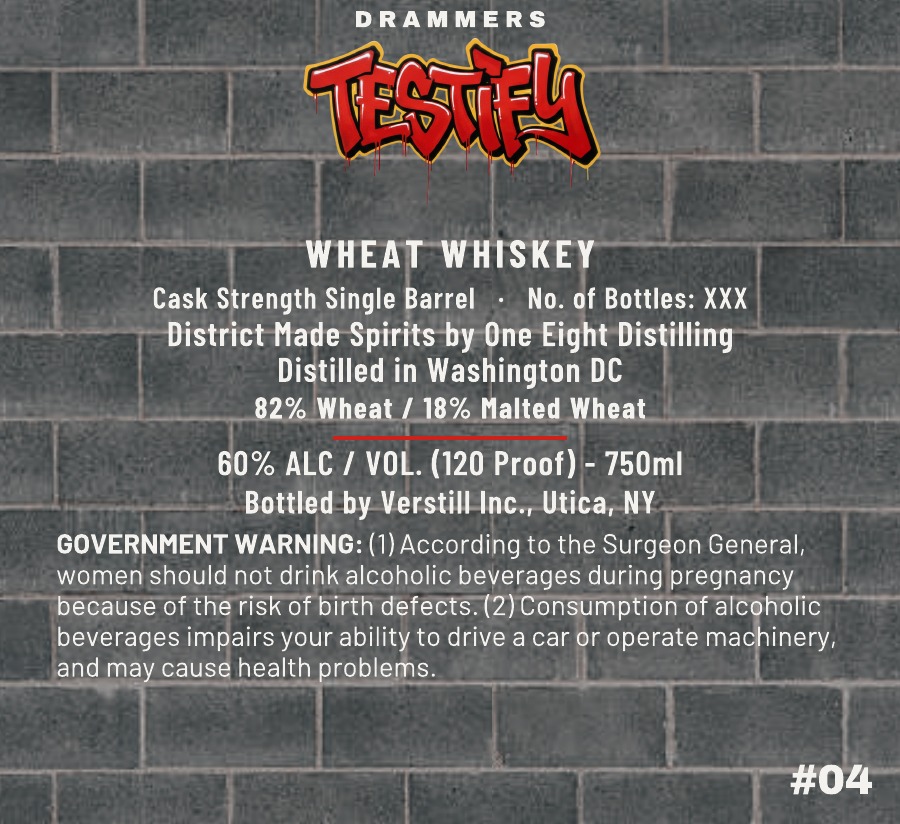 DRAMMERS
TESTiFY
WHEAT WHISKEY
Cask Strength Single Barrel · No. of Bottles: XXX
District Made Spirits by One Eight Distilling
Distilled in Washington DC
82% Wheat / 18% Malted Wheat
60% ALC / VOL. (120 Proof) - 750ml
Bottled by Verstill Inc., Utica, NY
GOVERNMENT WARNING: (1) According to the Surgeon General,
women should not drink alcoholic beverages during pregnancy
because of the risk of birth defects. (2) Consumption of alcoholic
beverages impairs your ability to drive a car or operate machinery,
and may cause health problems.
#04